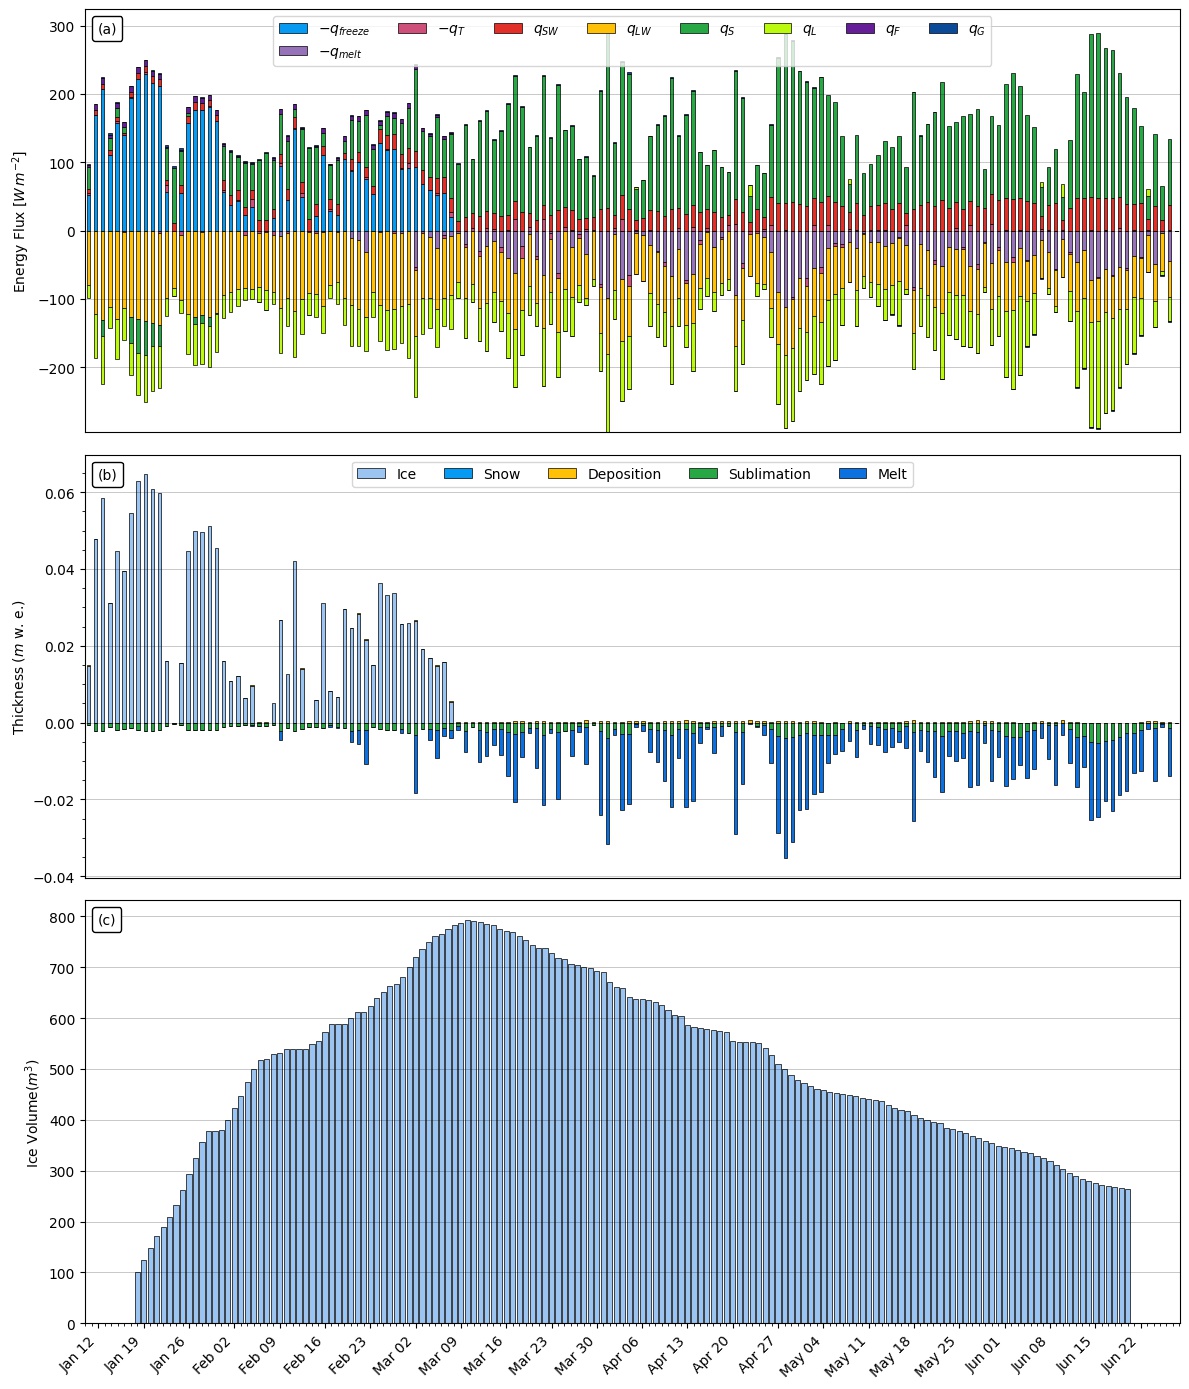 (a)
−q_freeze −q_T q_SW q_LW q_S q_L q_F q_G
−q_melt
300
200
100
0
−100
−200
Energy Flux [W m⁻²]
(b)
Ice Snow Deposition Sublimation Melt
0.06
0.04
0.02
0.00
−0.02
−0.04
Thickness (m w. e.)
(c)
800
700
600
500
400
300
200
100
0
Ice Volume(m³)
Jan 12 Jan 19 Jan 26 Feb 02 Feb 09 Feb 16 Feb 23 Mar 02 Mar 09 Mar 16 Mar 23 Mar 30 Apr 06 Apr 13 Apr 20 Apr 27 May 04 May 11 May 18 May 25 Jun 01 Jun 08 Jun 15 Jun 22